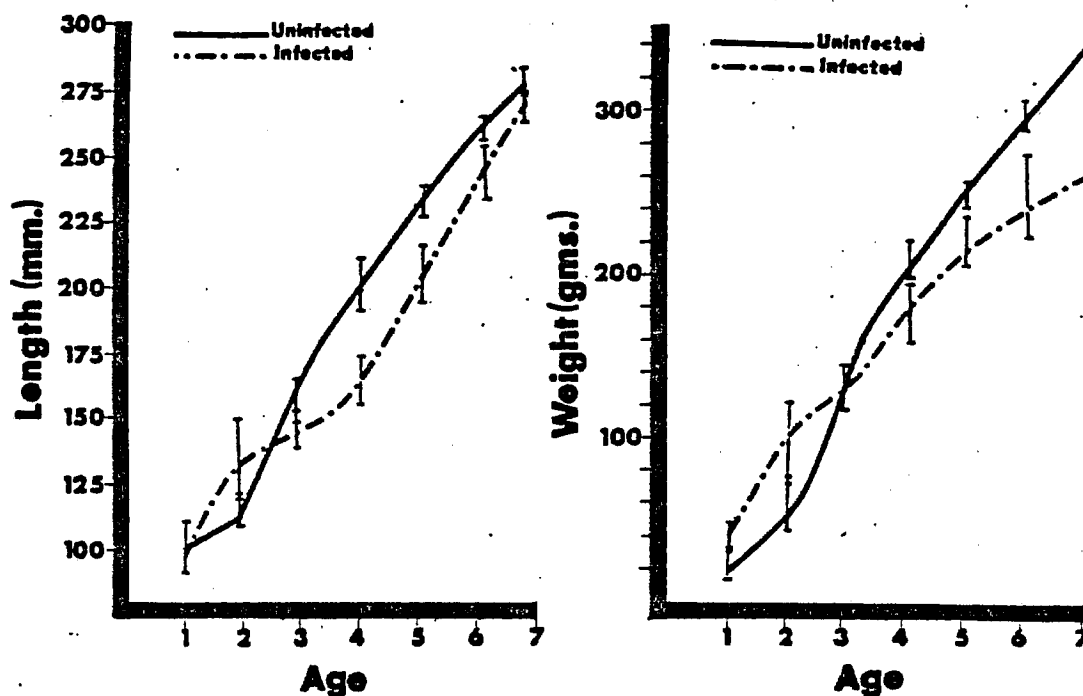 300
275
250
225
200
175
150
125
100
Length (mm.)
Uninfected
Infected
1 2 3 4 5 6 7
Age
300
200
100
Weight (gms.)
Uninfected
Infected
1 2 3 4 5 6 7
Age